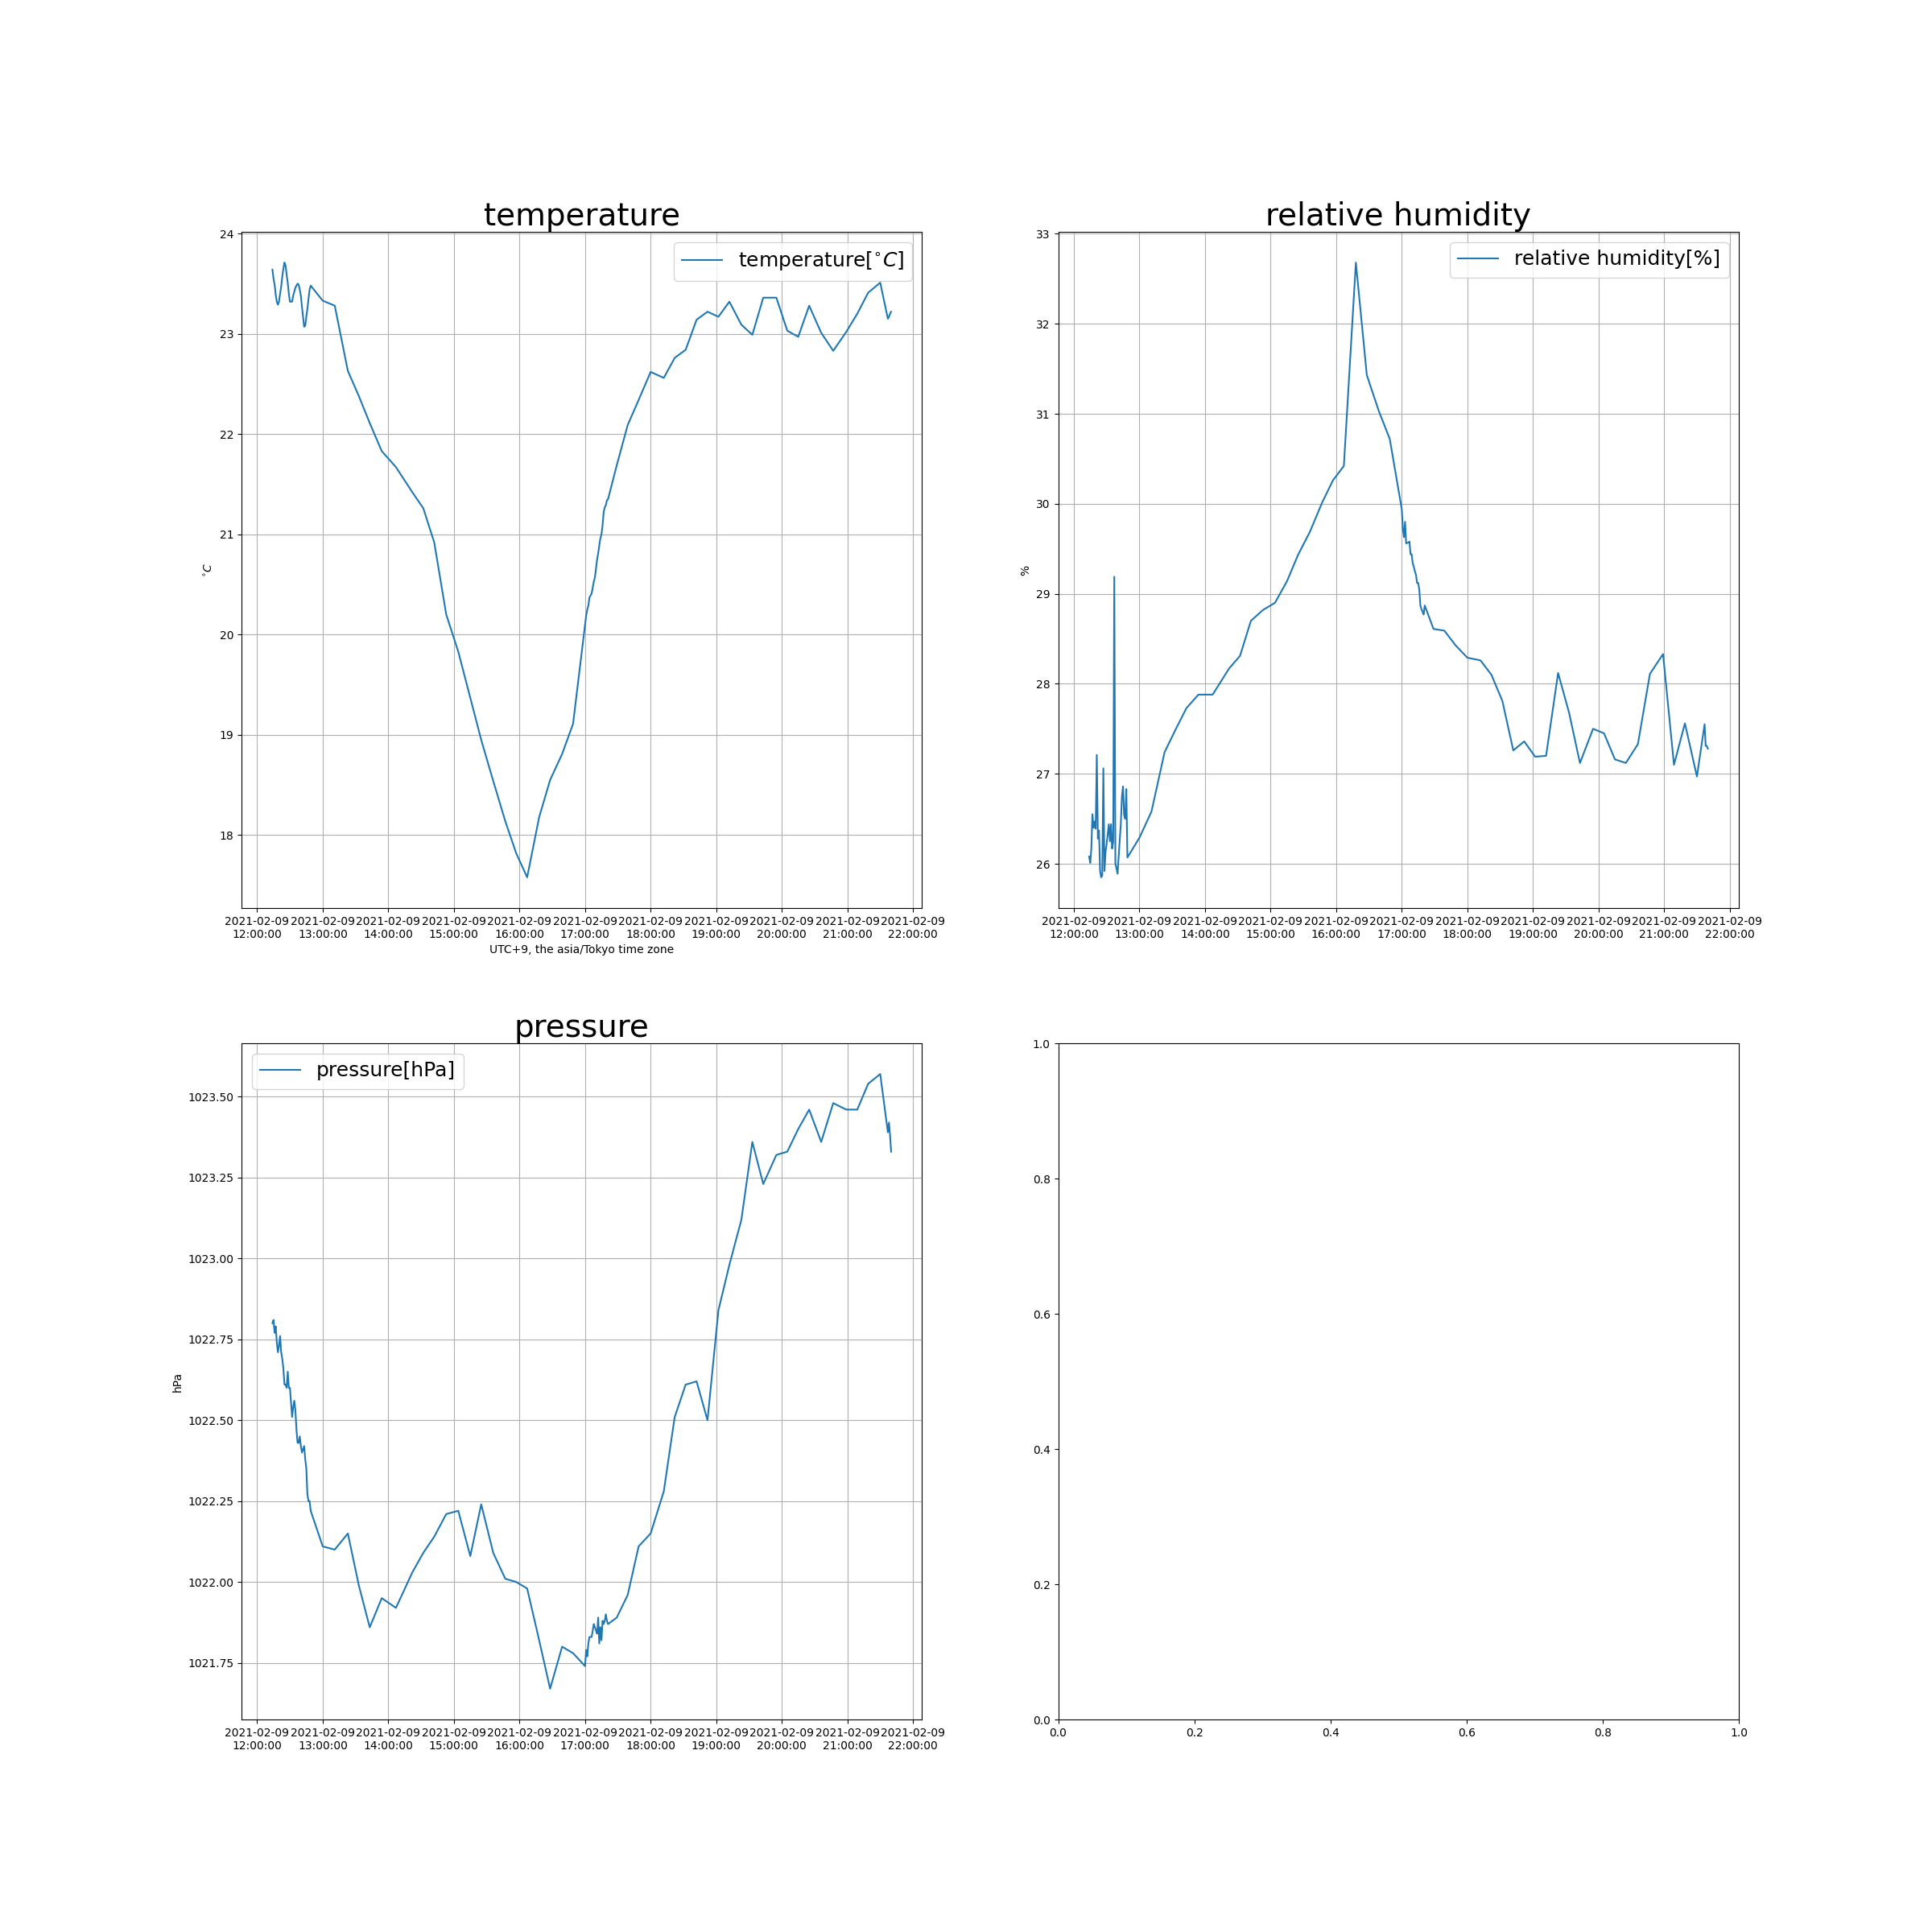 temperature
24
23
22
21
20
19
18
°C
temperature[°C]
2021-02-09 2021-02-09 2021-02-09 2021-02-09 2021-02-09 2021-02-09 2021-02-09 2021-02-09 2021-02-09 2021-02-09 2021-02-09
12:00:00 13:00:00 14:00:00 15:00:00 16:00:00 17:00:00 18:00:00 19:00:00 20:00:00 21:00:00 22:00:00
UTC+9, the asia/Tokyo time zone
relative humidity
33
32
31
30
29
28
27
26
%
relative humidity[%]
2021-02-09 2021-02-09 2021-02-09 2021-02-09 2021-02-09 2021-02-09 2021-02-09 2021-02-09 2021-02-09 2021-02-09 2021-02-09
12:00:00 13:00:00 14:00:00 15:00:00 16:00:00 17:00:00 18:00:00 19:00:00 20:00:00 21:00:00 22:00:00
pressure
pressure[hPa]
1023.50
1023.25
1023.00
1022.75
1022.50
1022.25
1022.00
1021.75
hPa
2021-02-09 2021-02-09 2021-02-09 2021-02-09 2021-02-09 2021-02-09 2021-02-09 2021-02-09 2021-02-09 2021-02-09 2021-02-09
12:00:00 13:00:00 14:00:00 15:00:00 16:00:00 17:00:00 18:00:00 19:00:00 20:00:00 21:00:00 22:00:00
1.0
0.8
0.6
0.4
0.2
0.0
0.0 0.2 0.4 0.6 0.8 1.0